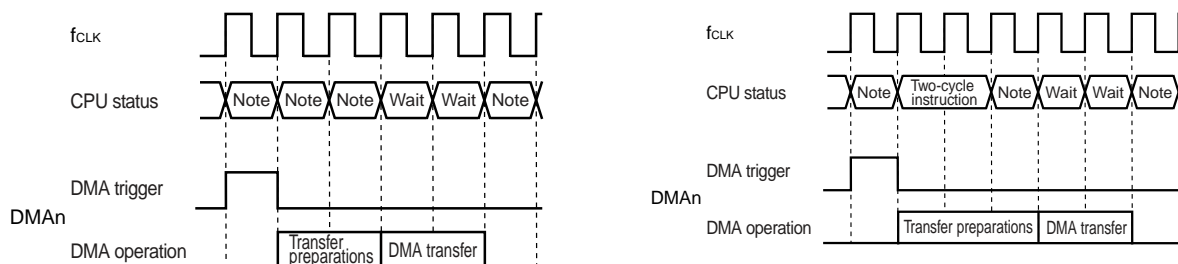 fCLK
CPU status Note Note Note Wait Wait Note
DMA trigger
DMAn
DMA operation Transfer preparations DMA transfer
fCLK
CPU status Note Two-cycle instruction Note Wait Wait Note
DMA trigger
DMAn
DMA operation Transfer preparations DMA transfer